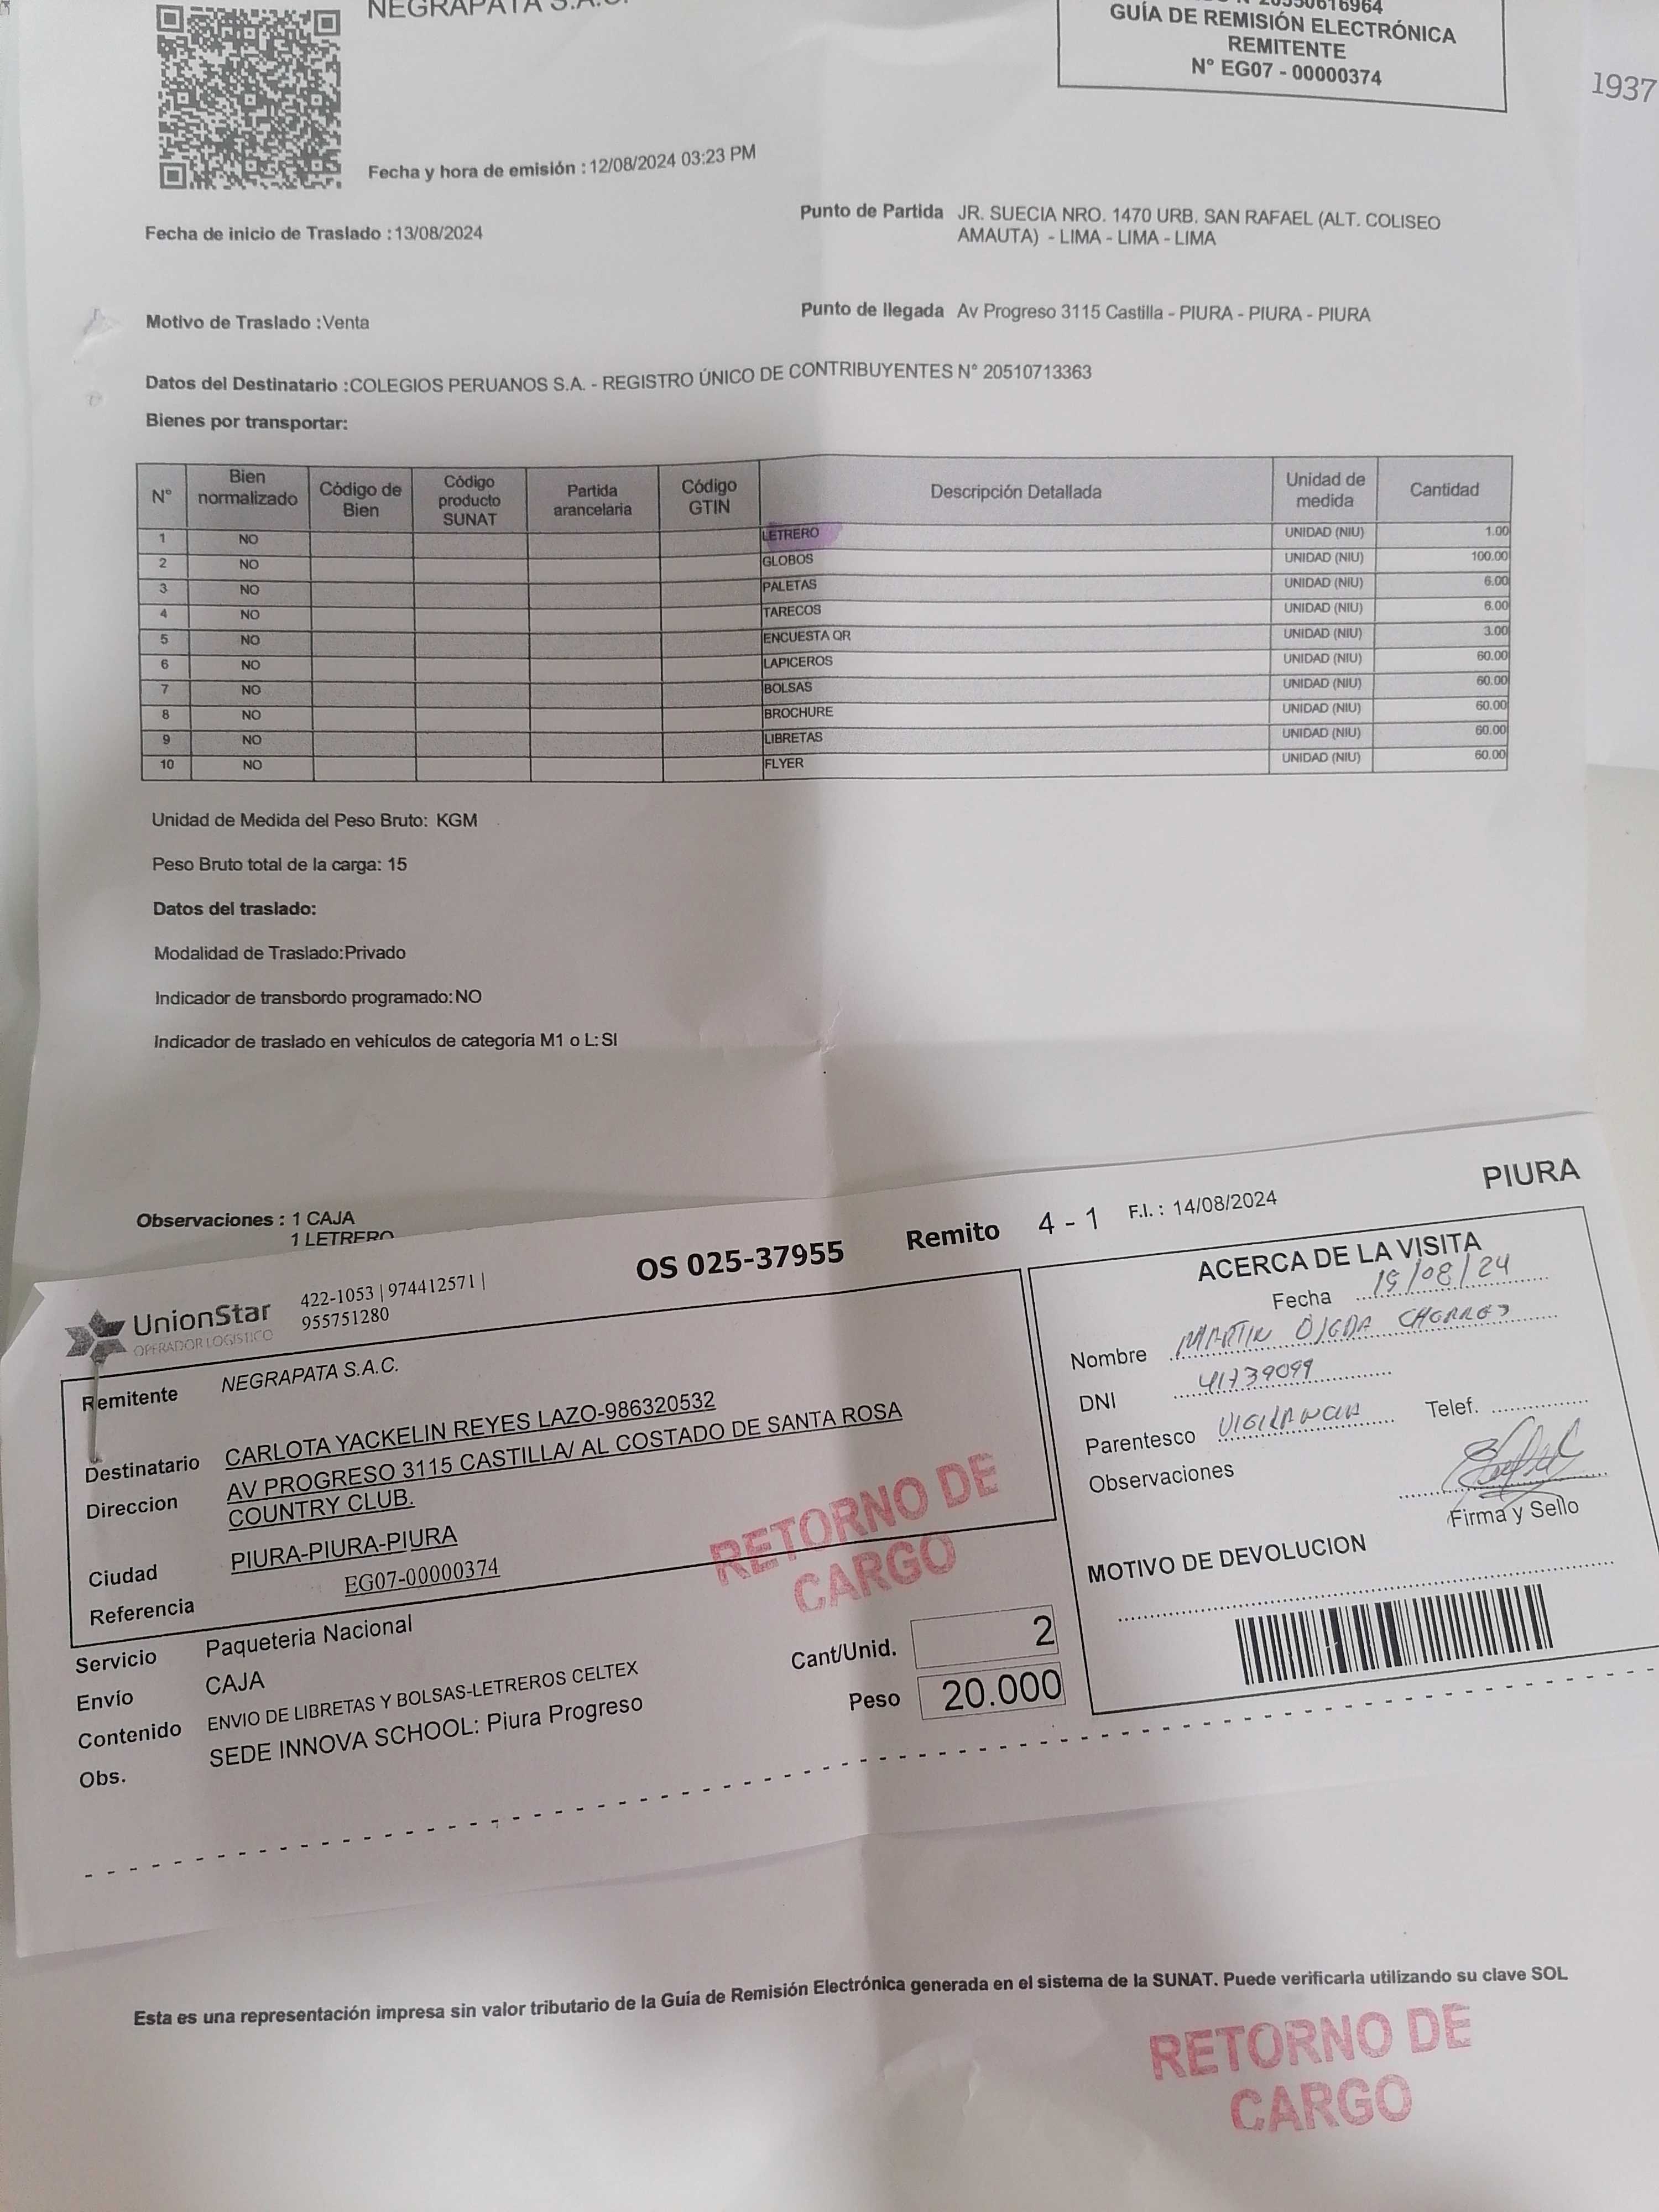 NEGRAPATA S.A.C.
20550616964
GUÍA DE REMISIÓN ELECTRÓNICA
REMITENTE
N° EG07 - 00000374
1937
Fecha y hora de emisión : 12/08/2024 03:23 PM
Fecha de inicio de Traslado : 13/08/2024
Punto de Partida JR. SUECIA NRO. 1470 URB. SAN RAFAEL (ALT. COLISEO
AMAUTA) - LIMA - LIMA - LIMA
Motivo de Traslado : Venta
Punto de llegada Av Progreso 3115 Castilla - PIURA - PIURA - PIURA
Datos del Destinatario : COLEGIOS PERUANOS S.A. - REGISTRO ÚNICO DE CONTRIBUYENTES N° 20510713363
Bienes por transportar:
N° Bien normalizado Código de Bien Código producto SUNAT Partida arancelaria Código GTIN Descripción Detallada Unidad de medida Cantidad
1 NO LETRERO UNIDAD (NIU) 1.00
2 NO GLOBOS UNIDAD (NIU) 100.00
3 NO PALETAS UNIDAD (NIU) 6.00
4 NO TARECOS UNIDAD (NIU) 6.00
5 NO ENCUESTA QR UNIDAD (NIU) 3.00
6 NO LAPICEROS UNIDAD (NIU) 60.00
7 NO BOLSAS UNIDAD (NIU) 60.00
8 NO BROCHURE UNIDAD (NIU) 60.00
9 NO LIBRETAS UNIDAD (NIU) 60.00
10 NO FLYER UNIDAD (NIU) 60.00
Unidad de Medida del Peso Bruto: KGM
Peso Bruto total de la carga: 15
Datos del traslado:
Modalidad de Traslado: Privado
Indicador de transbordo programado: NO
Indicador de traslado en vehículos de categoria M1 o L: SI
Observaciones : 1 CAJA
1 LETRERO
UnionStar
OPERADOR LOGISTICO
422-1053 | 974412571 |
955751280
OS 025-37955 Remito 4 - 1 F.I. : 14/08/2024 PIURA
Remitente NEGRAPATA S.A.C.
Destinatario CARLOTA YACKELIN REYES LAZO-986320532
Direccion AV PROGRESO 3115 CASTILLA/ AL COSTADO DE SANTA ROSA
COUNTRY CLUB.
Ciudad PIURA-PIURA-PIURA
Referencia EG07-00000374
Servicio Paqueteria Nacional
Envío CAJA
Contenido ENVIO DE LIBRETAS Y BOLSAS-LETREROS CELTEX
Obs. SEDE INNOVA SCHOOL: Piura Progreso
Cant/Unid. 2
Peso 20.000
RETORNO DE
CARGO
ACERCA DE LA VISITA
Fecha 19/08/24
Nombre MARTIN OJEDA
DNI 41739099
Parentesco VIGILANCIA Telef.
Observaciones
Firma y Sello
MOTIVO DE DEVOLUCION
Esta es una representación impresa sin valor tributario de la Guía de Remisión Electrónica generada en el sistema de la SUNAT. Puede verificarla utilizando su clave SOL
RETORNO DE
CARGO